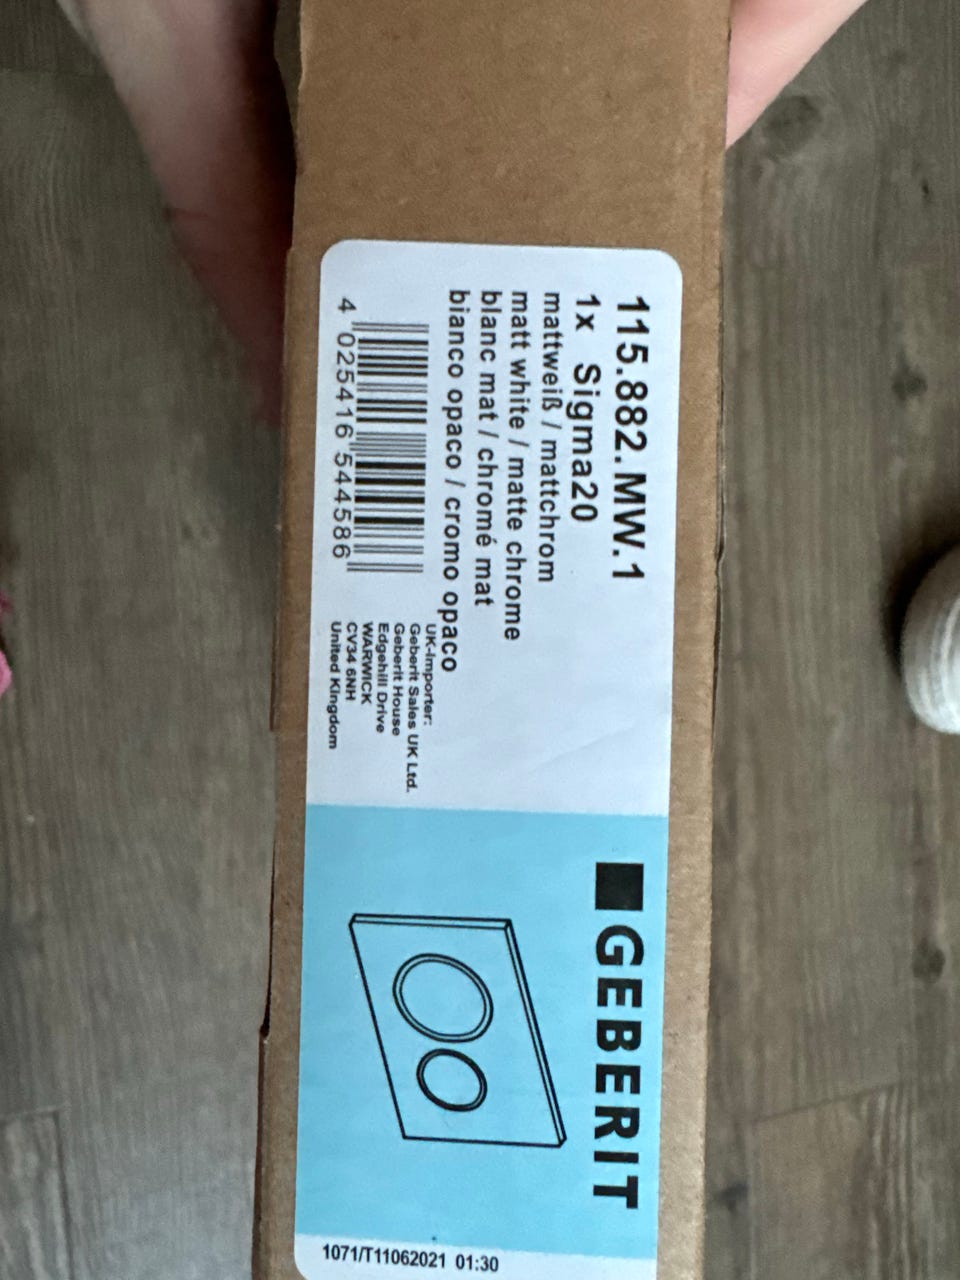 115.882.MW.1
1x Sigma20
mattweiß / mattchrom
matt white / matte chrome
blanc mat / chromé mat
bianco opaco / cromo opaco
4 025416 544586
UK-Importer:
Geberit Sales UK Ltd.
Geberit House
Edgehill Drive
WARWICK
CV34 6NH
United Kingdom
GEBERIT
1071/T11062021 01:30